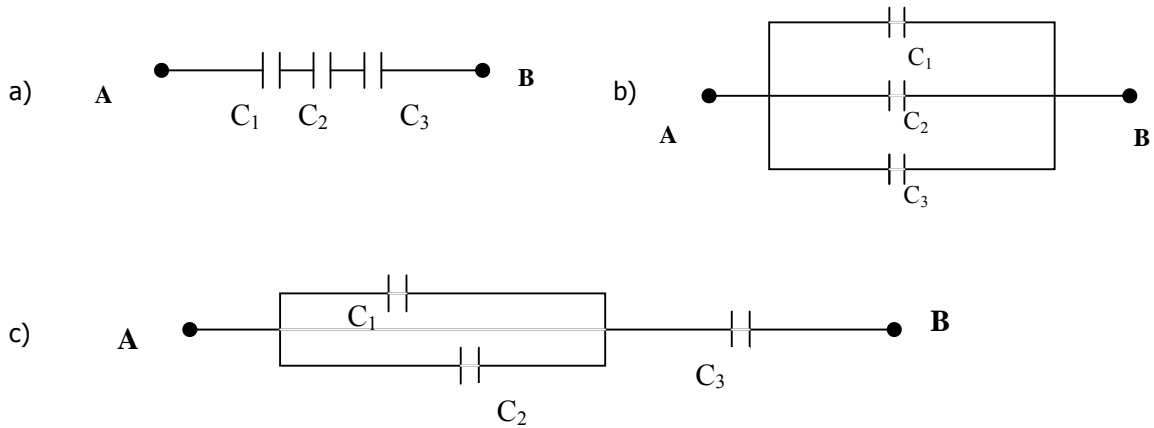 a) A C₁ C₂ C₃ B
b) A C₁ C₂ C₃ B
c) A C₁ C₂ C₃ B